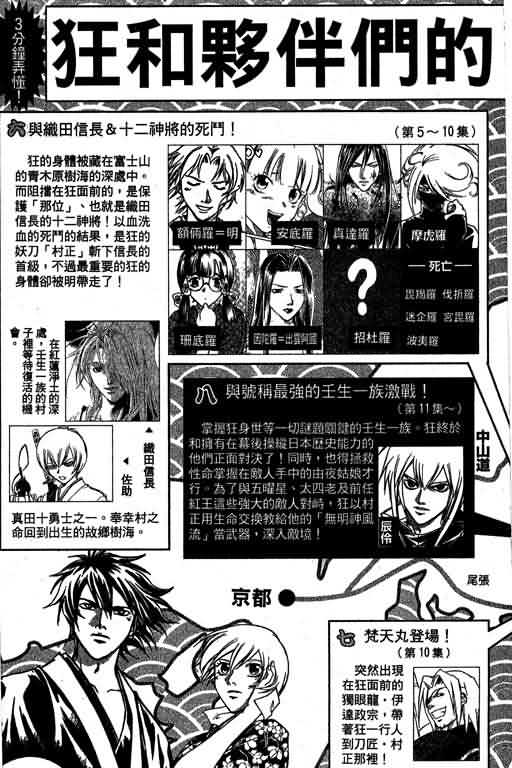 3分鐘弄懂！
狂和夥伴們的
六 與織田信長＆十二神將的死鬥！
（第5～10集）
狂的身體被藏在富士山
的青木原樹海的深處中。
而阻擋在狂面前的，是保
護「那位」、也就是織田
信長的十二神將！以血洗
血的死鬥的結果，是狂的
妖刀「村正」斬下信長的
首級，不過最重要的狂的
身體卻被明帶走了！
額儞羅＝明
安底羅
真達羅
摩虎羅
珊底羅
因陀羅＝出雲阿國
招杜羅
死亡
毘羯羅 伐折羅
迷企羅 宮毘羅
波夷羅
在紅蓮淨土的深
處，壬生一族的村
子裡等待復活的機
會。
織田信長
佐助
真田十勇士之一。奉幸村之
命回到出生的故鄉樹海。
八 與號稱最強的壬生一族激戰！
（第11集～）
掌握狂身世等一切謎題關鍵的壬生一族。狂終於
和擁有在幕後操縱日本歷史能力的
他們正面對決了！同時，也得拯救
性命掌握在敵人手中的由夜姑娘才
行。為了與五曜星、太四老及前任
紅王這些強大的敵人對峙，狂以村
正用生命交換教給他的「無明神風
流」當武器，深入敵境！
辰伶
中山道
尾張
京都
七 梵天丸登場！
（第10集）
突然出現
在狂面前的
獨眼龍‧伊
達政宗，帶
著狂一行人
到刀匠‧村
正那裡！